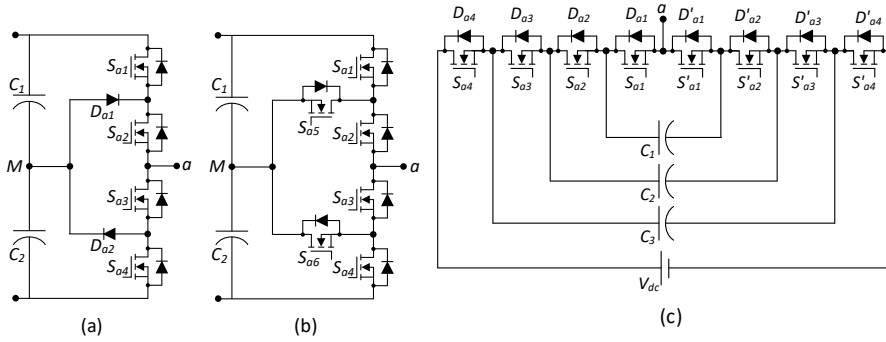 C1
C2
M
Sa1
Da1
Sa2
a
Sa3
Da2
Sa4
(a)
C1
C2
M
Sa1
Sa5
Sa2
a
Sa3
Sa6
Sa4
(b)
a
Da4 Da3 Da2 Da1 D'a1 D'a2 D'a3 D'a4
Sa4 Sa3 Sa2 Sa1 S'a1 S'a2 S'a3 S'a4
C1
C2
C3
Vdc
(c)